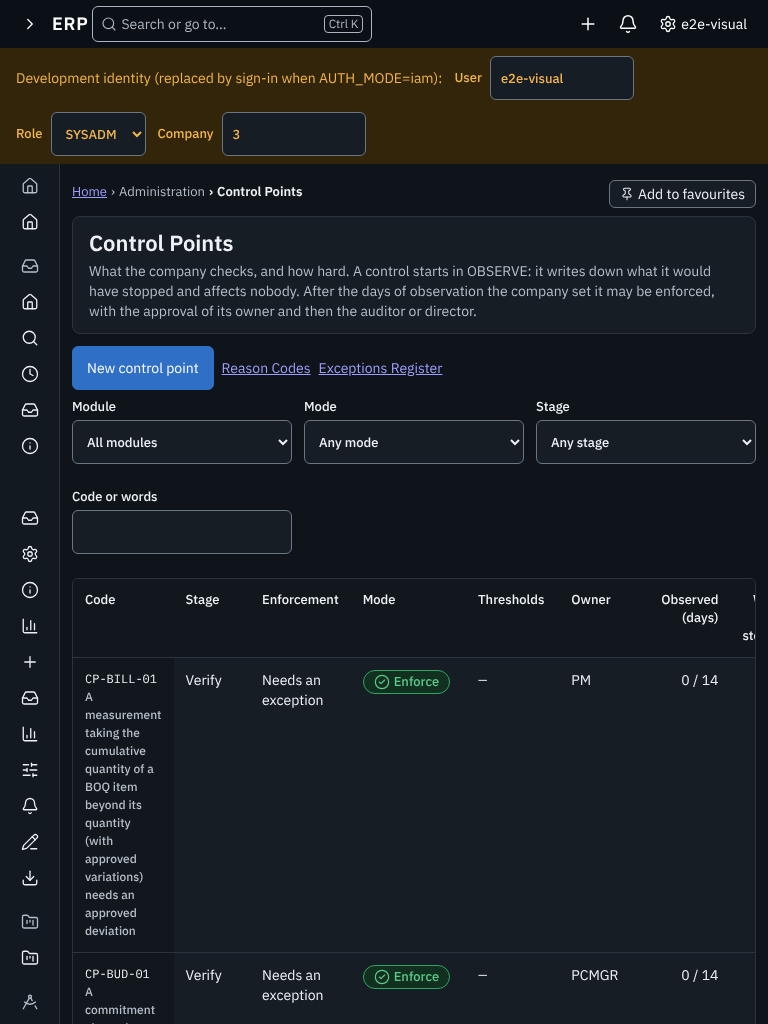 ERP
Search or go to...
Ctrl K
e2e-visual
Development identity (replaced by sign-in when AUTH_MODE=iam):
User
e2e-visual
Role
SYSADM
Company
3
Home › Administration › Control Points
Add to favourites
Control Points
What the company checks, and how hard. A control starts in OBSERVE: it writes down what it would
have stopped and affects nobody. After the days of observation the company set it may be enforced,
with the approval of its owner and then the auditor or director.
New control point
Reason Codes
Exceptions Register
Module
Mode
Stage
All modules
Any mode
Any stage
Code or words
Code
Stage
Enforcement
Mode
Thresholds
Owner
Observed
(days)
CP-BILL-01
A
measurement
taking the
cumulative
quantity of a
BOQ item
beyond its
quantity
(with
approved
variations)
needs an
approved
deviation
Verify
Needs an
exception
Enforce
—
PM
0 / 14
CP-BUD-01
A
commitment
Verify
Needs an
exception
Enforce
—
PCMGR
0 / 14